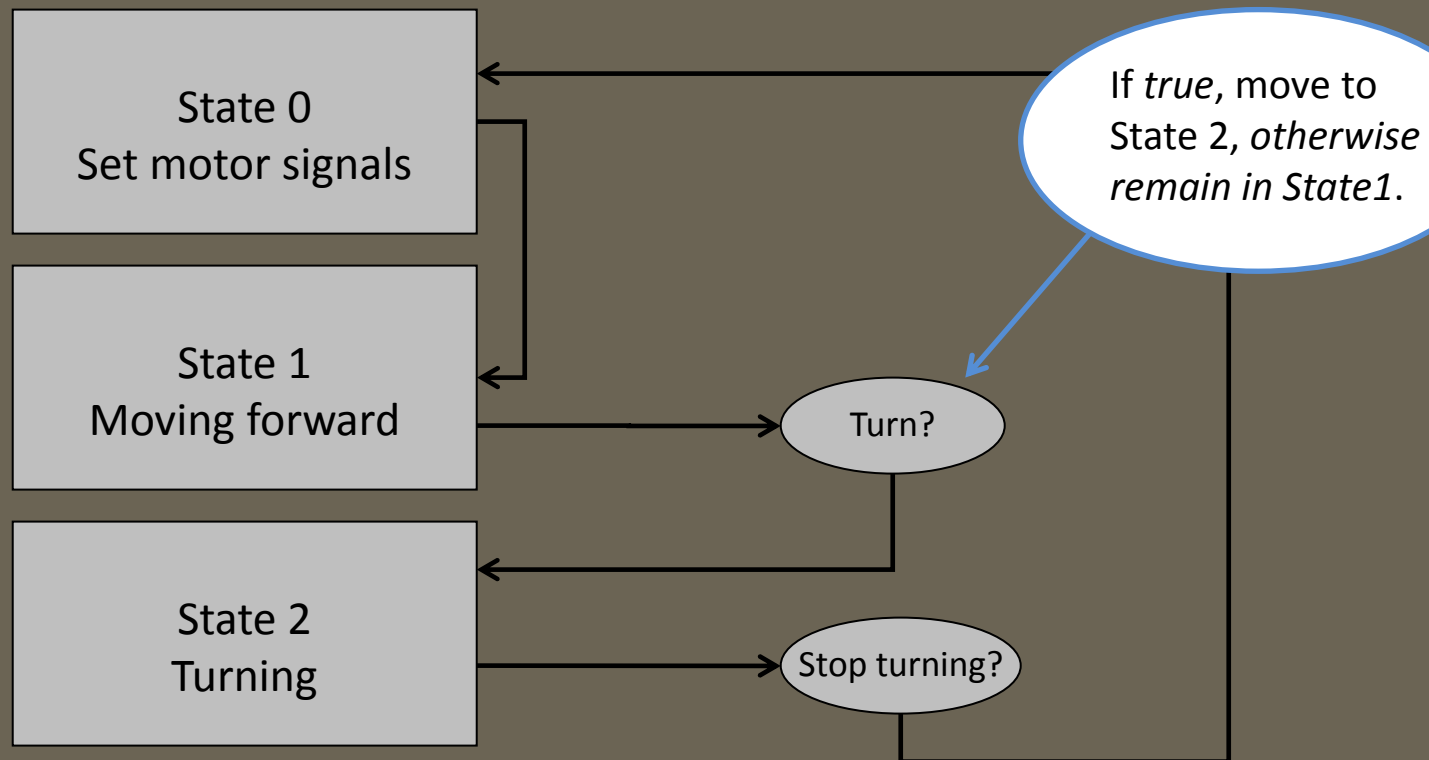 State 0
Set motor signals
If true, move to
State 2, otherwise
remain in State1.
State 1
Moving forward
Turn?
State 2
Turning
Stop turning?